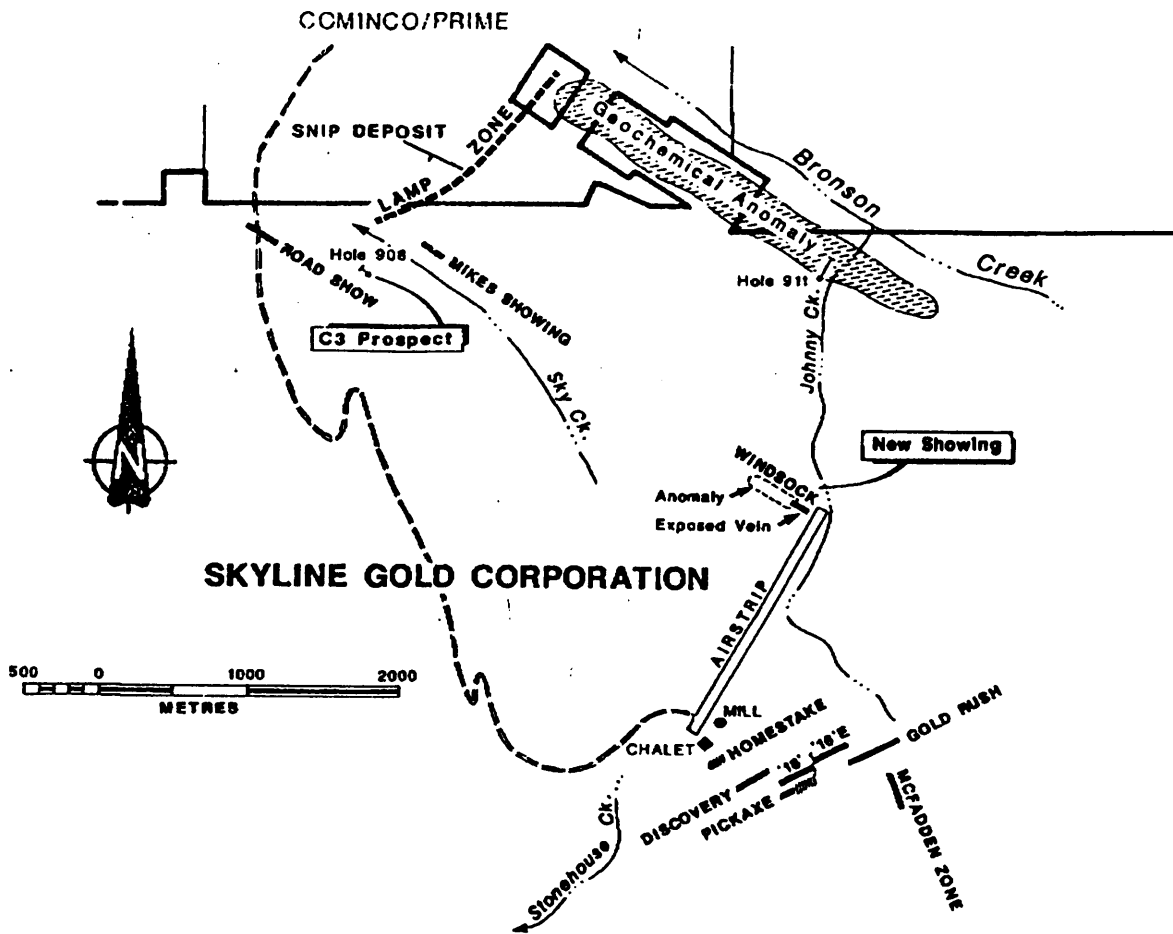 COMINCO/PRIME
SNIP DEPOSIT
LAMP ZONE
Geochemical Anomaly
Bronson Creek
Hole 908
ROAD SHOW
MIKES SHOWING
C3 Prospect
Hole 911
Johnny Ck.
Sky Ck.
N
New Showing
WINDSOCK
Anomaly
Exposed Vein
SKYLINE GOLD CORPORATION
AIRSTRIP
500 0 1000 2000
METRES
MILL
CHALET
HOMESTAKE
'16' '16'E
GOLD RUSH
DISCOVERY
PICKAXE
MCFADDEN ZONE
Stonehouse Ck.